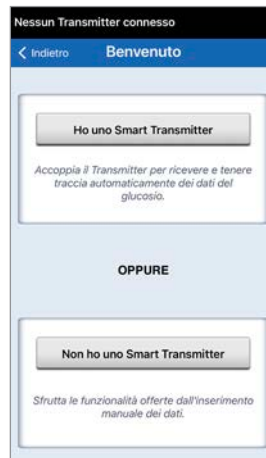 Nessun Transmitter connesso
Indietro Benvenuto
Ho uno Smart Transmitter
Accoppia il Transmitter per ricevere e tenere
traccia automaticamente dei dati del
glucosio.
OPPURE
Non ho uno Smart Transmitter
Sfrutta le funzionalità offerte dall'inserimento
manuale dei dati.